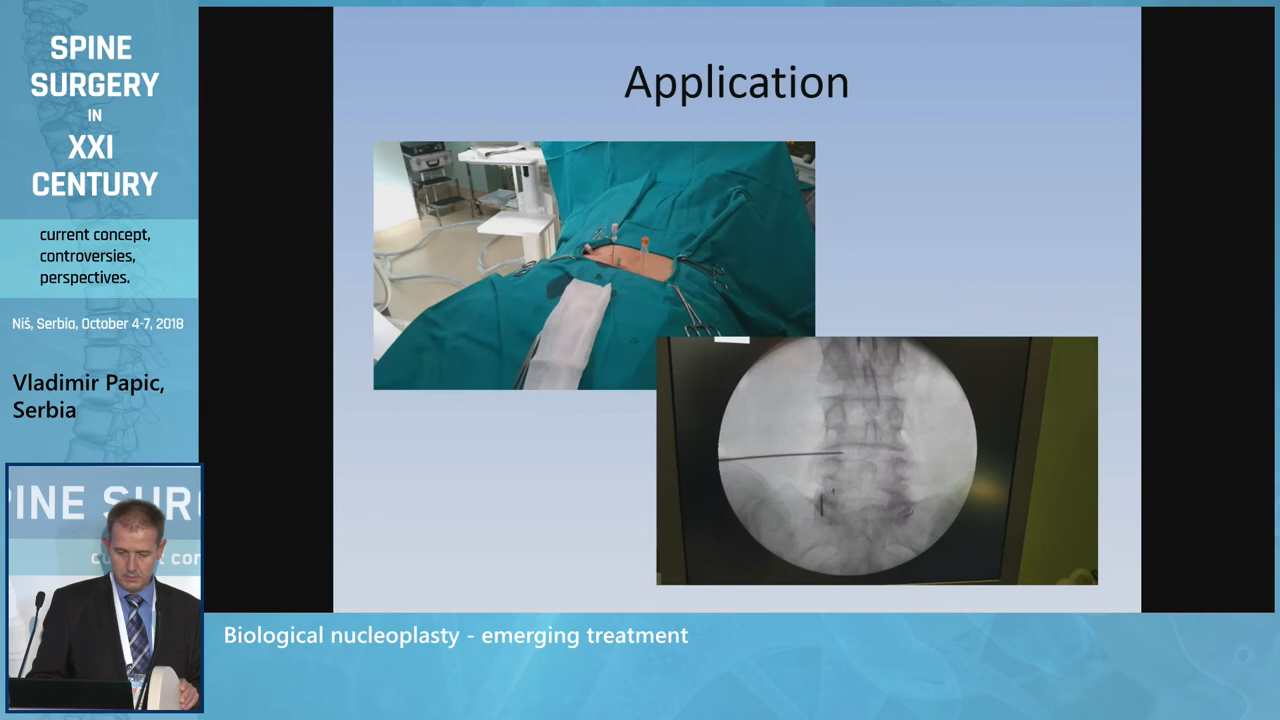 SPINE
SURGERY
IN
XXI
CENTURY
current concept,
controversies,
perspectives.
Niš, Serbia, October 4-7, 2018
Vladimir Papic,
Serbia
Application
PINE SUR
Biological nucleoplasty - emerging treatment